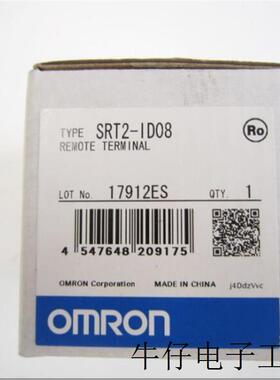 TYPE SRT2-ID08
REMOTE TERMINAL
Ro
LOT No. 17912ES QTY. 1
4 547648 209175
OMRON Corporation MADE IN CHINA j4DdzVvc
OMRON
牛仔电子工